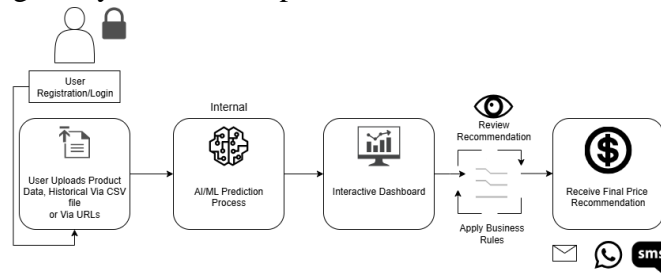 User
Registration/Login
Internal
Review
Recommendation
User Uploads Product
Data, Historical Via CSV
file
or Via URLs
AI/ML Prediction
Process
Interactive Dashboard
Apply Business
Rules
Receive Final Price
Recommendation
sms